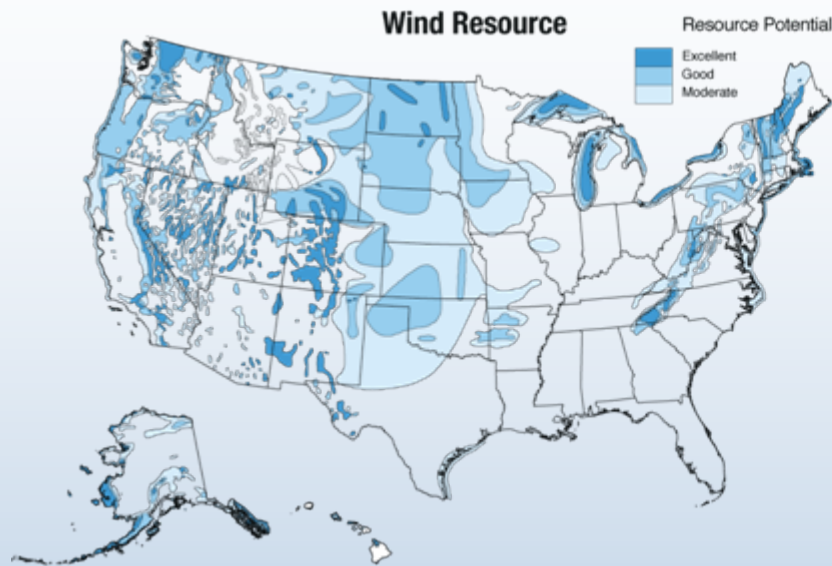 Wind Resource
Resource Potential
Excellent
Good
Moderate